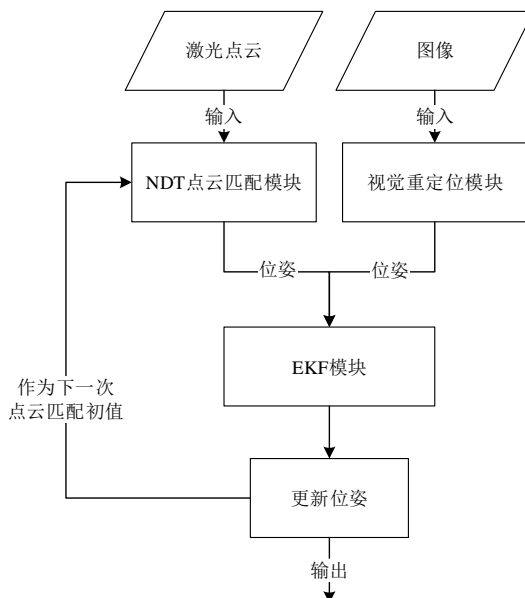 激光点云
图像
输入
输入
NDT点云匹配模块
视觉重定位模块
位姿
位姿
EKF模块
作为下一次
点云匹配初值
更新位姿
输出